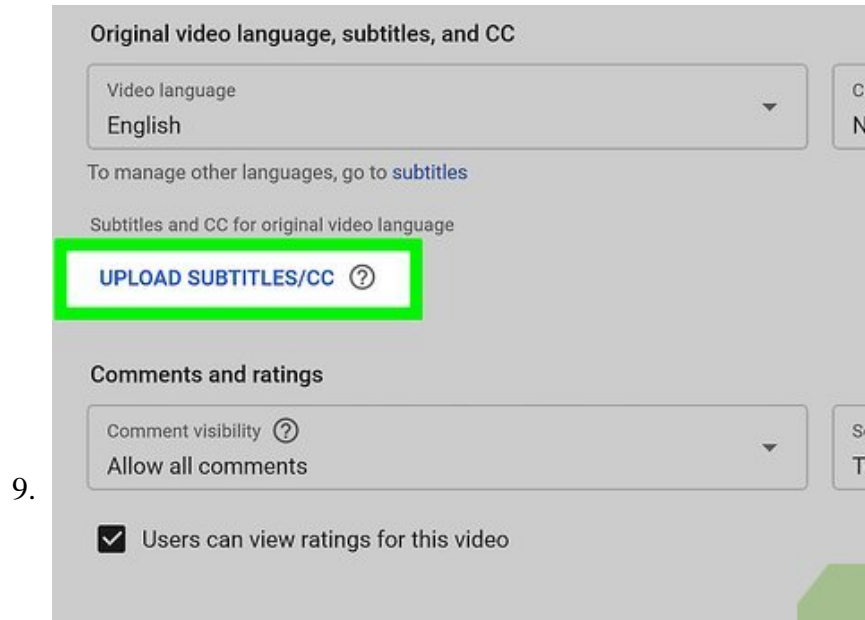 Original video language, subtitles, and CC
Video language
English
C
N
To manage other languages, go to subtitles
Subtitles and CC for original video language
UPLOAD SUBTITLES/CC ?
Comments and ratings
Comment visibility ?
Allow all comments
S
T
9.
Users can view ratings for this video